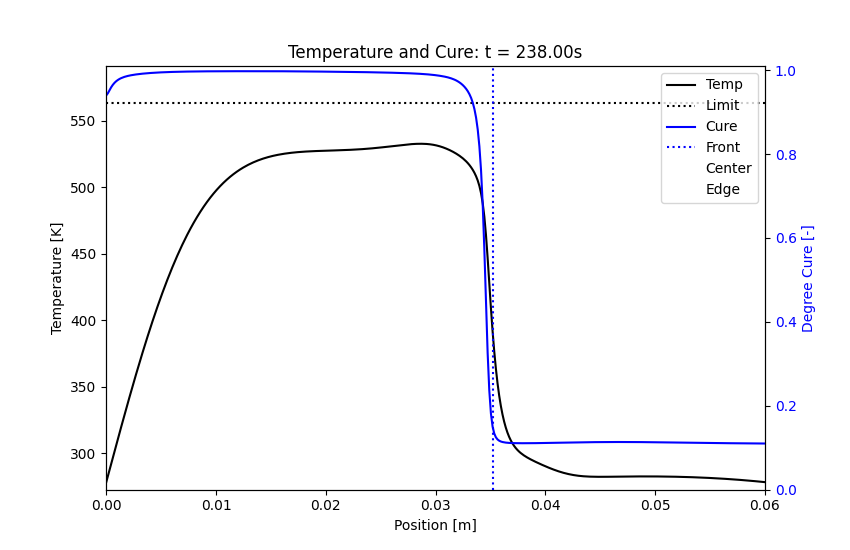 Temperature and Cure: t = 238.00s
Temp
Limit
Cure
Front
Center
Edge
Temperature [K]
550
500
450
400
350
300
Degree Cure [-]
1.0
0.8
0.6
0.4
0.2
0.0
0.00 0.01 0.02 0.03 0.04 0.05 0.06
Position [m]